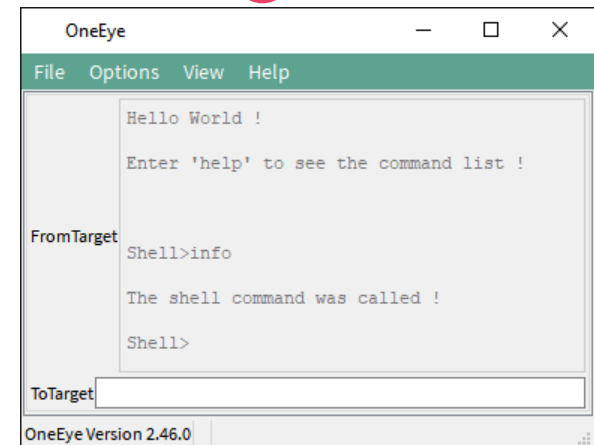 OneEye
File Options View Help
Hello World !
Enter 'help' to see the command list !
FromTarget
Shell>info
The shell command was called !
Shell>
ToTarget
OneEye Version 2.46.0